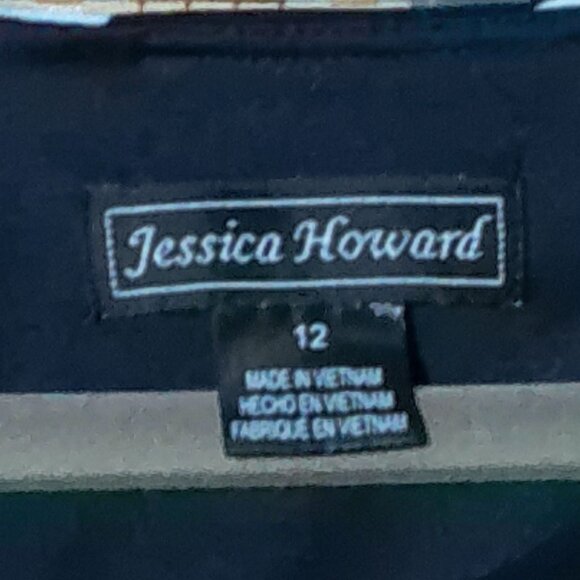 Jessica Howard
12
MADE IN VIETNAM
HECHO EN VIETNAM
FABRIQUÉ EN VIETNAM